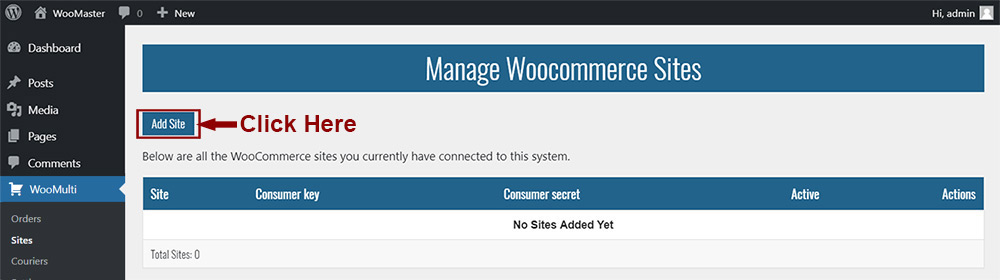 WooMaster 0 New Hi, admin
Dashboard
Posts
Media
Pages
Comments
WooMulti
Orders
Sites
Couriers
Manage Woocommerce Sites
Add Site Click Here
Below are all the WooCommerce sites you currently have connected to this system.
Site Consumer key Consumer secret Active Actions
No Sites Added Yet
Total Sites: 0